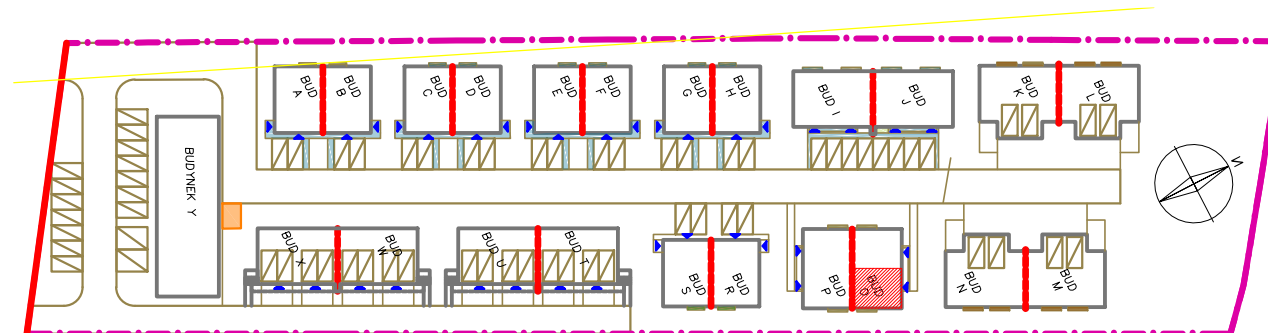 BUD A
BUD B
BUD C
BUD D
BUD E
BUD F
BUD G
BUD H
BUD I
BUD J
BUD K
BUD L
N
BUDYNEK Y
BUD X
BUD W
BUD U
BUD T
BUD S
BUD R
BUD P
BUD O
BUD N
BUD M